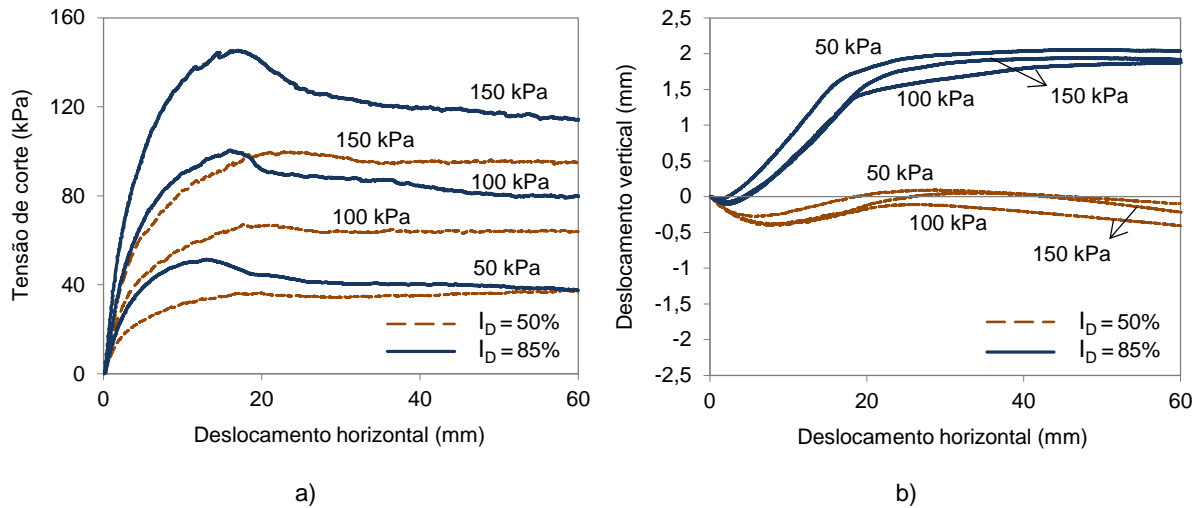 160
120
80
40
0
Tensão de corte (kPa)
150 kPa
150 kPa
100 kPa
100 kPa
50 kPa
I_D = 50%
I_D = 85%
0
20
40
60
Deslocamento horizontal (mm)
a)
2,5
2
1,5
1
0,5
0
-0,5
-1
-1,5
-2
-2,5
Deslocamento vertical (mm)
50 kPa
100 kPa
150 kPa
50 kPa
100 kPa
150 kPa
I_D = 50%
I_D = 85%
0
20
40
60
Deslocamento horizontal (mm)
b)